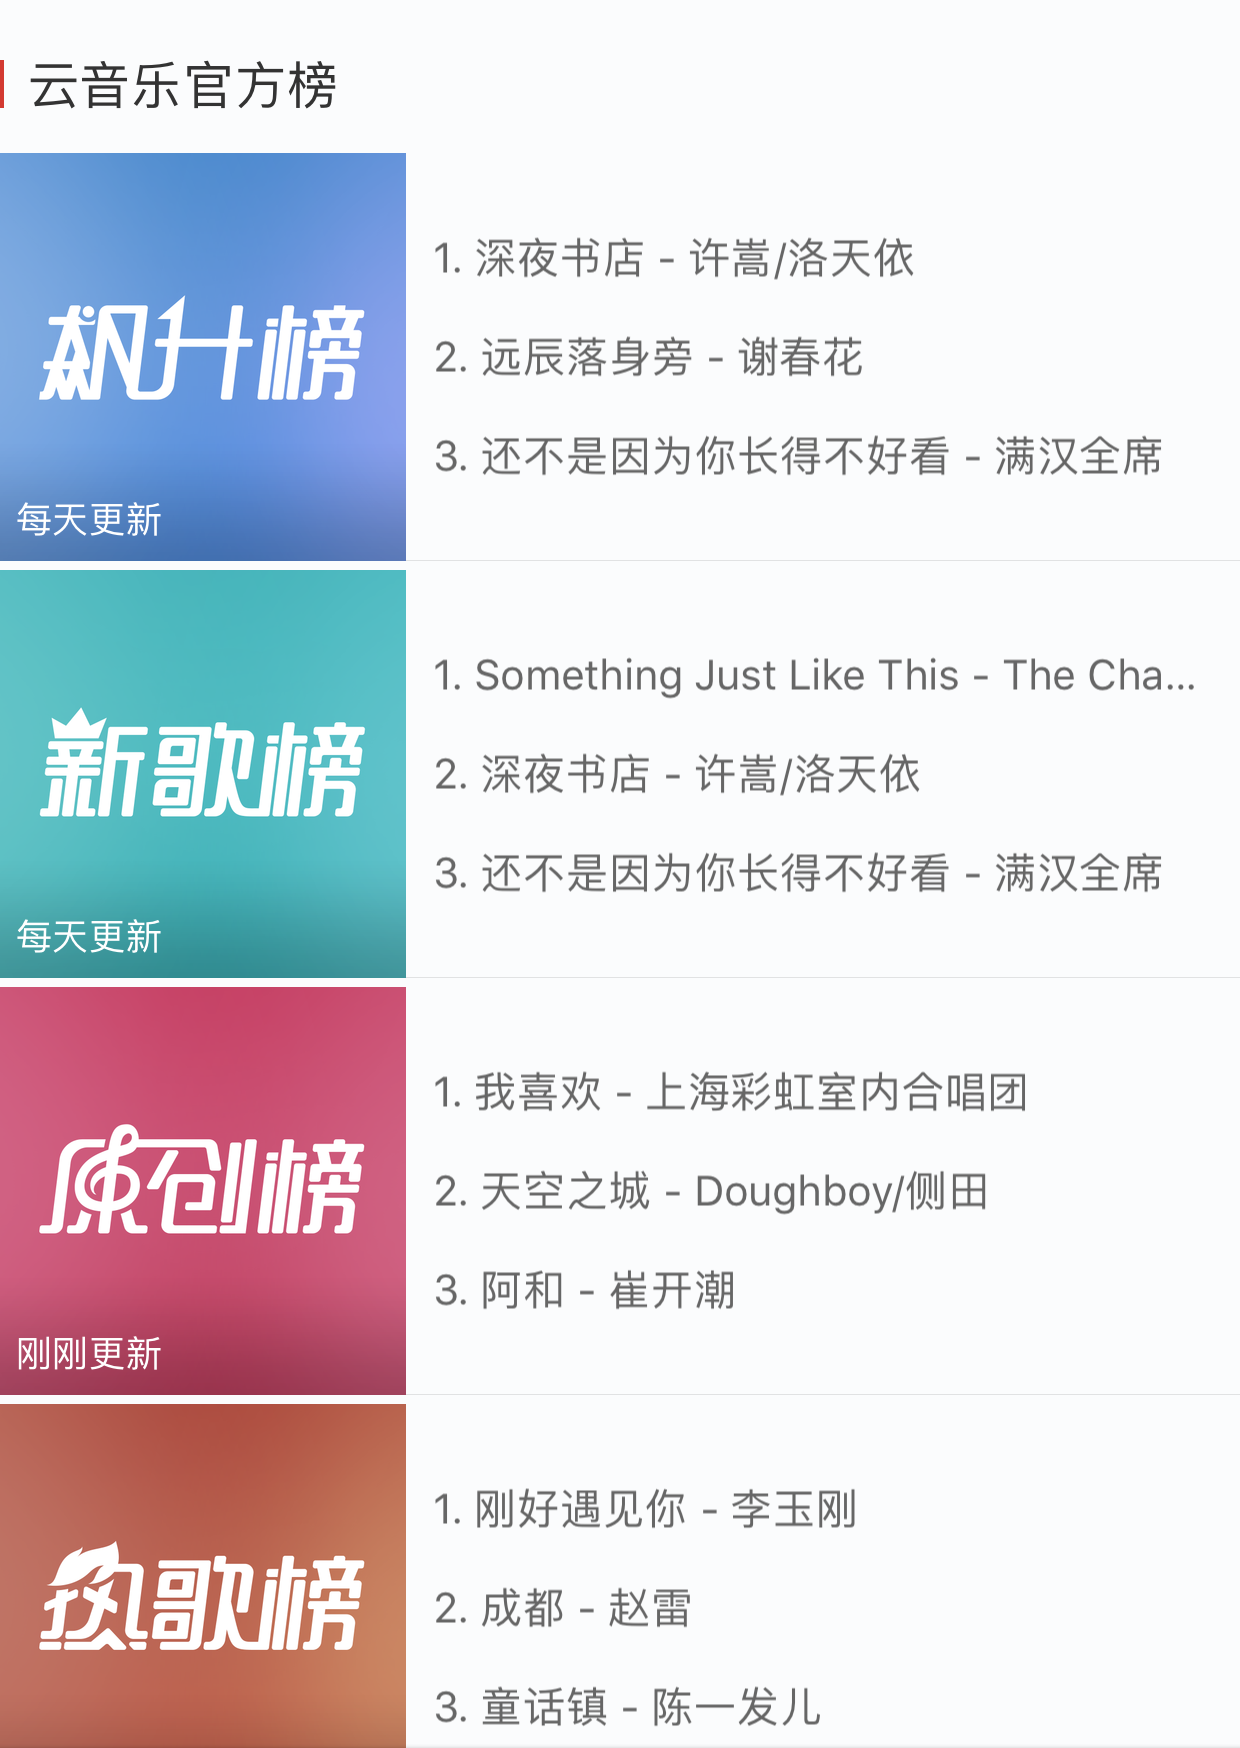 云音乐官方榜
飙升榜
每天更新
1. 深夜书店 - 许嵩/洛天依
2. 远辰落身旁 - 谢春花
3. 还不是因为你长得不好看 - 满汉全席
新歌榜
每天更新
1. Something Just Like This - The Cha...
2. 深夜书店 - 许嵩/洛天依
3. 还不是因为你长得不好看 - 满汉全席
原创榜
刚刚更新
1. 我喜欢 - 上海彩虹室内合唱团
2. 天空之城 - Doughboy/侧田
3. 阿和 - 崔开潮
热歌榜
1. 刚好遇见你 - 李玉刚
2. 成都 - 赵雷
3. 童话镇 - 陈一发儿